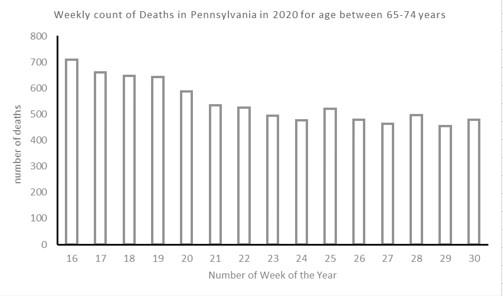 Weekly count of Deaths in Pennsylvania in 2020 for age between 65-74 years
800
700
600
500
400
300
200
100
0
number of deaths
16 17 18 19 20 21 22 23 24 25 26 27 28 29 30
Number of Week of the Year